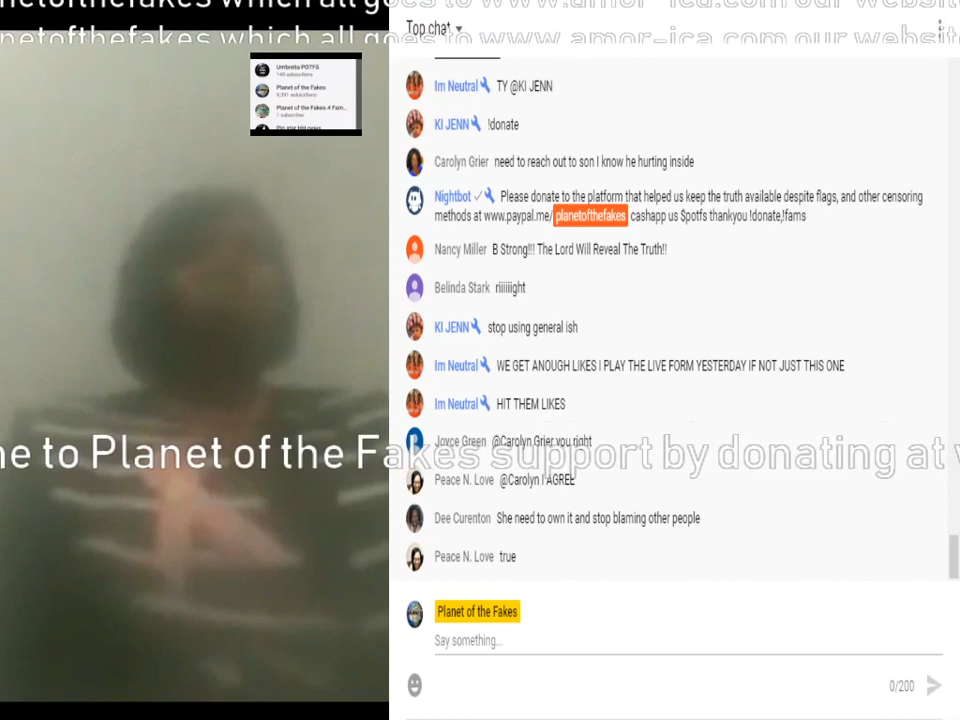 netofthefakes which all goes to www.amor-ica.com our websit
netofthefakes which all goes to www.amor-ica.com our websit
Top chat
Umbrella POTFS
Planet of the Fakes
Planet of the Fakes 4 Fam...
1 subscriber
Im Neutral TY @KI JENN
KI JENN !donate
Carolyn Grier need to reach out to son I know he hurting inside
Nightbot Please donate to the platform that helped us keep the truth available despite flags, and other censoring
methods at www.paypal.me/planetofthefakes cashapp us $potfs thankyou !donate,!fams
Nancy Miller B Strong!!! The Lord Will Reveal The Truth!!
Belinda Stark riiiiiight
KI JENN stop using general ish
Im Neutral WE GET ANOUGH LIKES I PLAY THE LIVE FORM YESTERDAY IF NOT JUST THIS ONE
Im Neutral HIT THEM LIKES
Joyce Green @Carolyn Grier you right
ne to Planet of the Fakes support by donating at
Peace N. Love @Carolyn I AGREE
Dee Curenton She need to own it and stop blaming other people
Peace N. Love true
Planet of the Fakes
Say something...
0/200